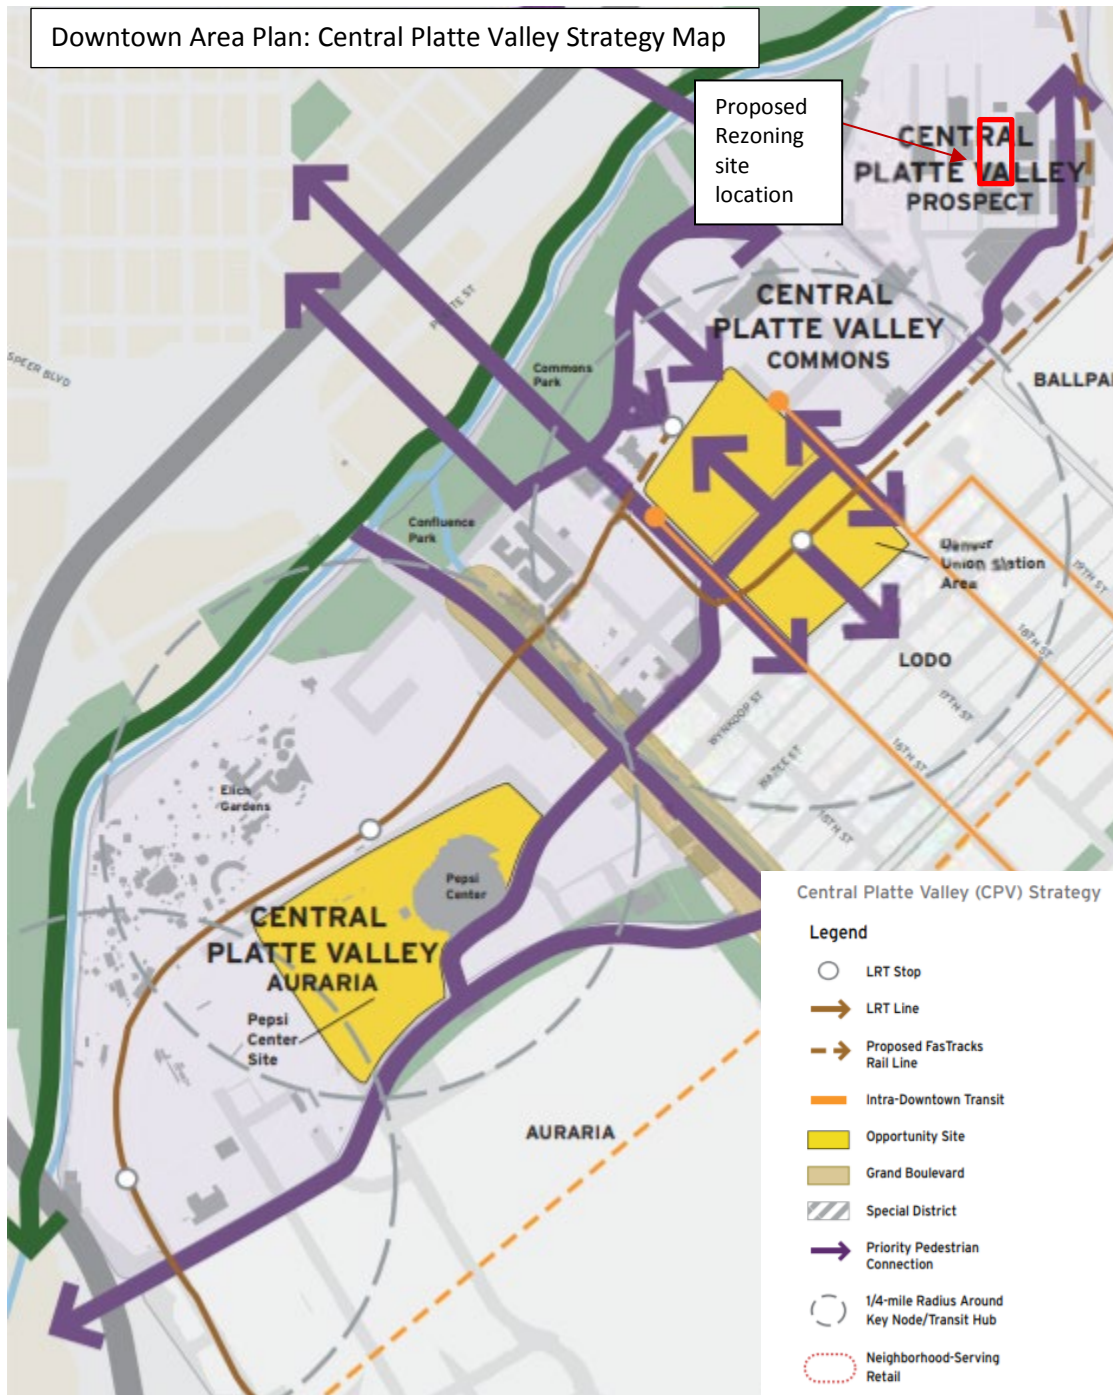 Downtown Area Plan: Central Platte Valley Strategy Map
Proposed
Rezoning
site
location
CENTRAL
PLATTE VALLEY
PROSPECT
CENTRAL
PLATTE VALLEY
COMMONS
PLATTE ST
SPEER BLVD
Commons
Park
BALLPA
Confluence
Park
Denver
Union Station
Area
19TH ST
18TH ST
17TH ST
LODO
WYNKOOP ST
WAZEE ST
16TH ST
15TH ST
Elich
Gardens
Pepsi
Center
CENTRAL
PLATTE VALLEY
AURARIA
Pepsi
Center
Site
AURARIA
Central Platte Valley (CPV) Strategy
Legend
LRT Stop
LRT Line
Proposed FasTracks
Rail Line
Intra-Downtown Transit
Opportunity Site
Grand Boulevard
Special District
Priority Pedestrian
Connection
1/4-mile Radius Around
Key Node/Transit Hub
Neighborhood-Serving
Retail